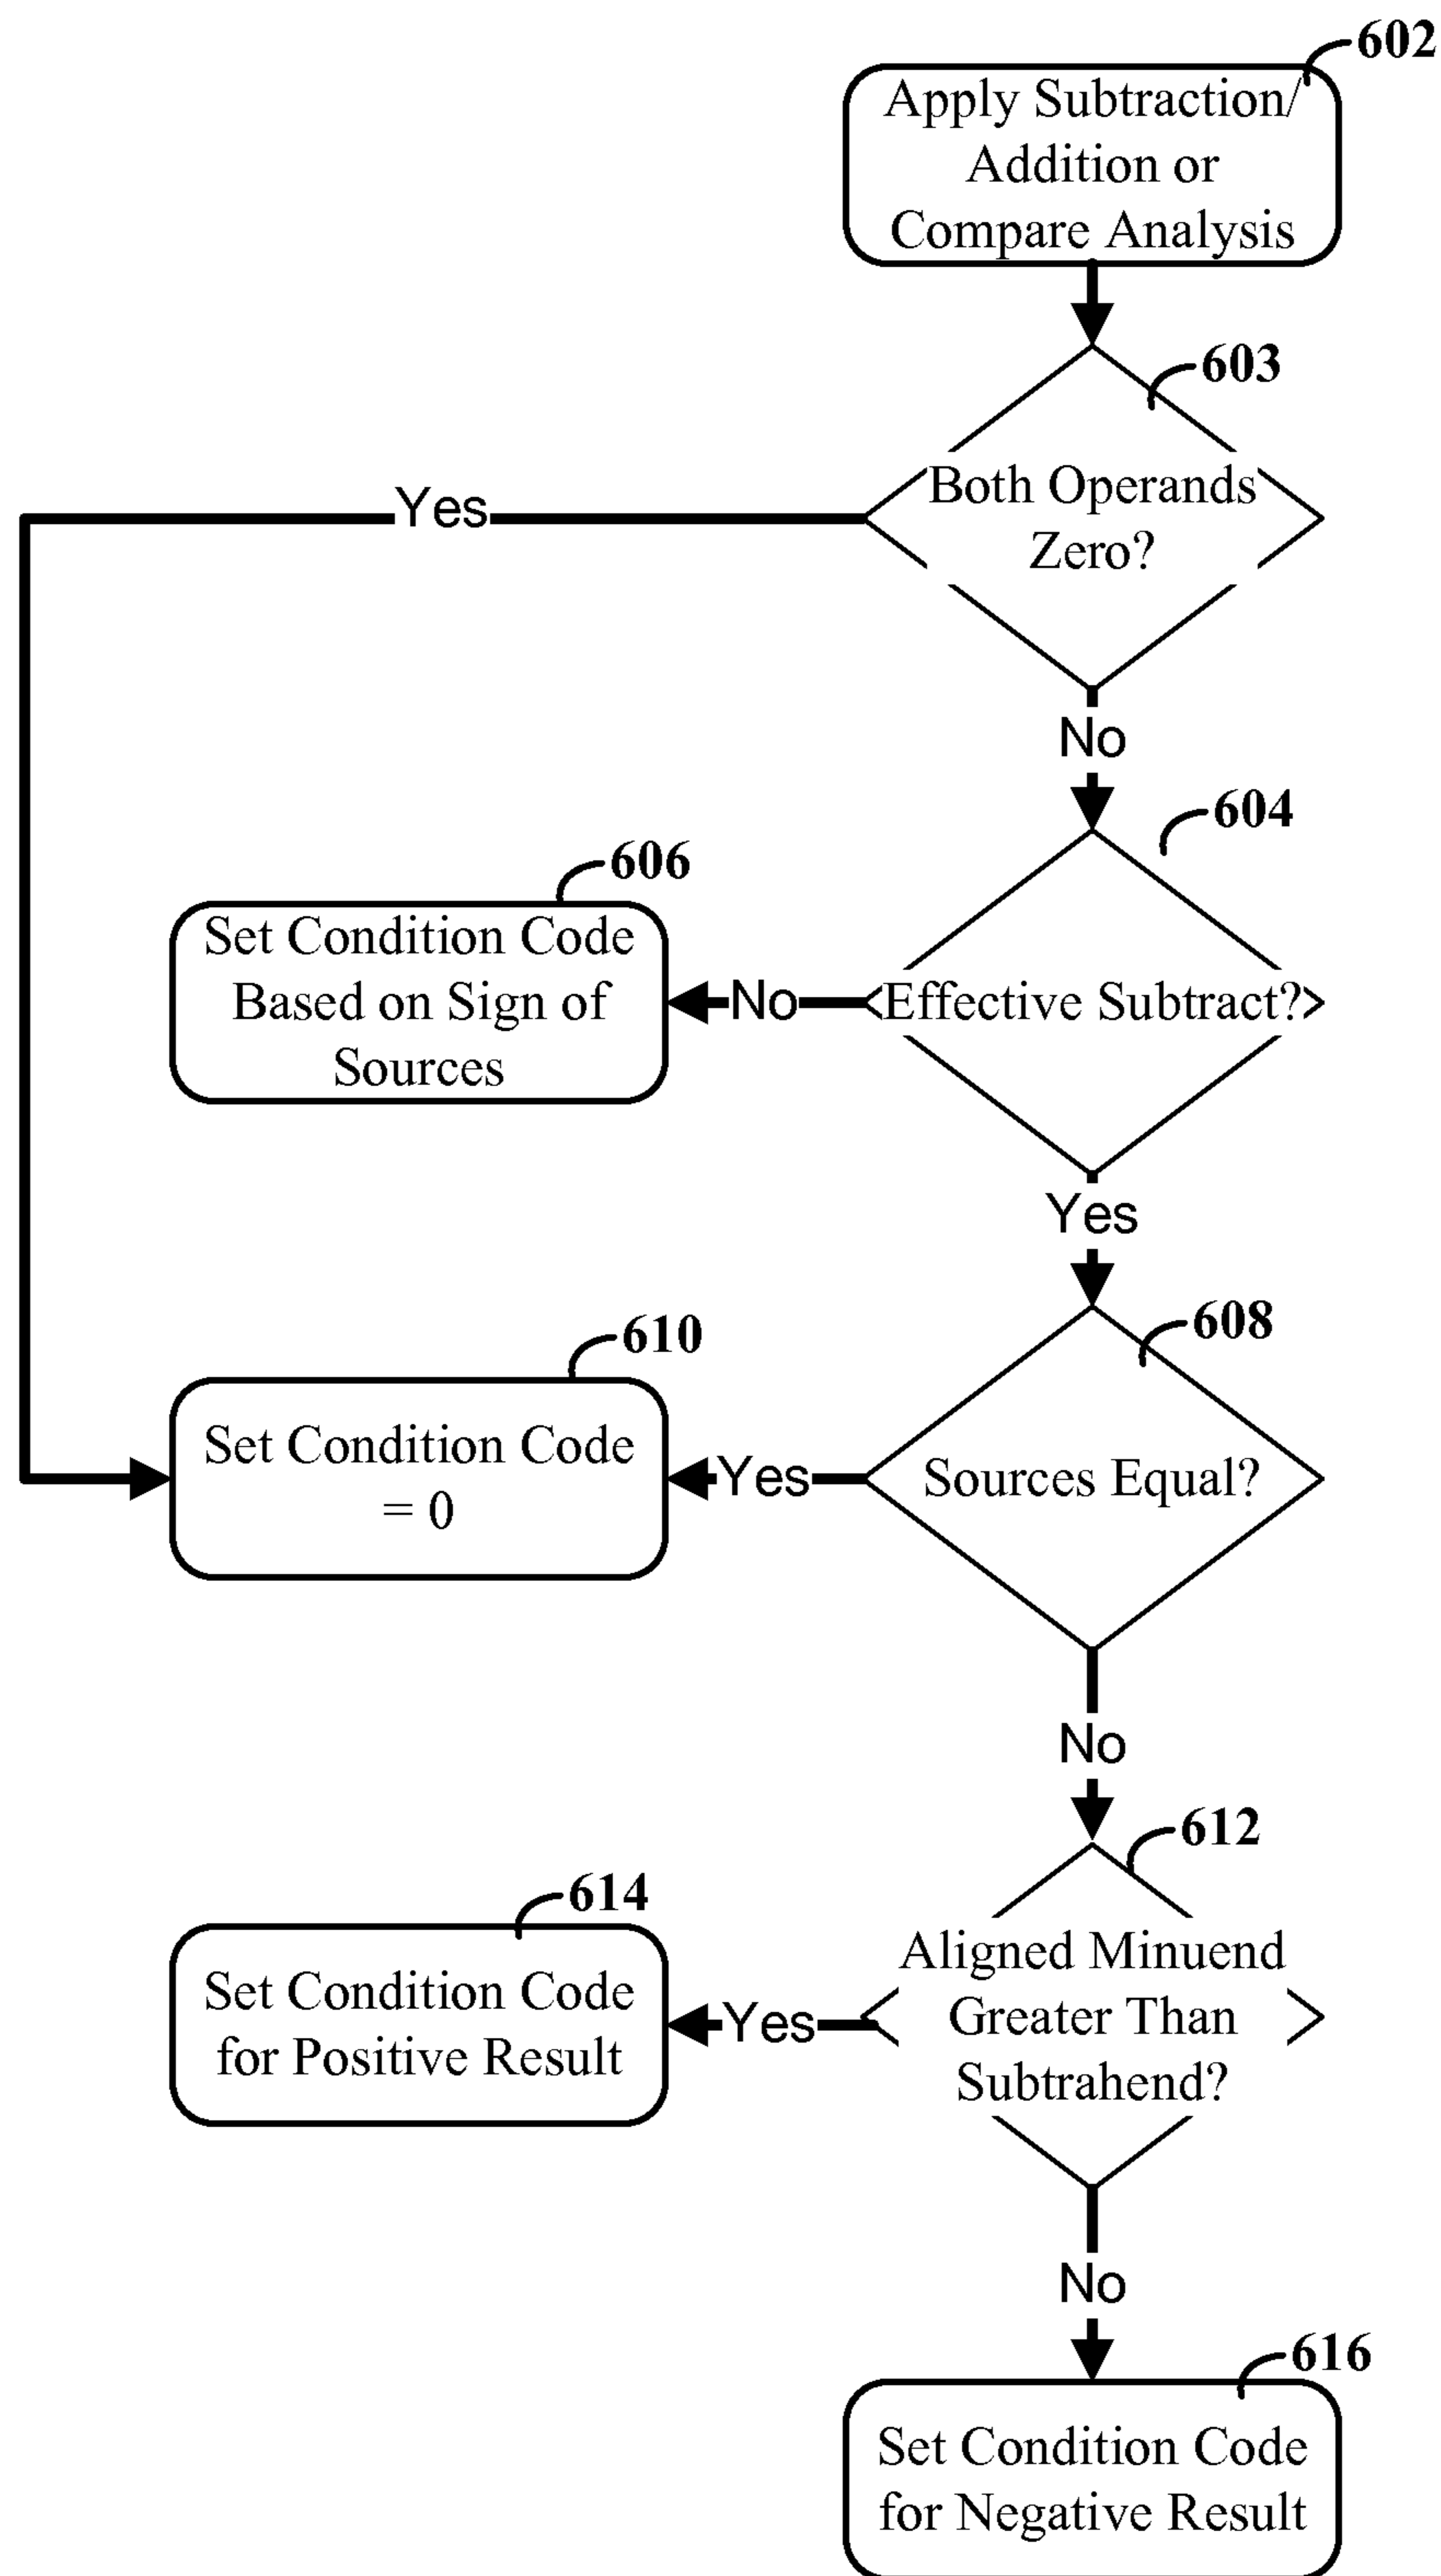 602
Apply Subtraction/
Addition or
Compare Analysis
603
Both Operands
Zero?
Yes
No
604
Effective Subtract?
No
606
Set Condition Code
Based on Sign of
Sources
Yes
608
Sources Equal?
Yes
610
Set Condition Code
= 0
No
612
Aligned Minuend
Greater Than
Subtrahend?
Yes
614
Set Condition Code
for Positive Result
No
616
Set Condition Code
for Negative Result